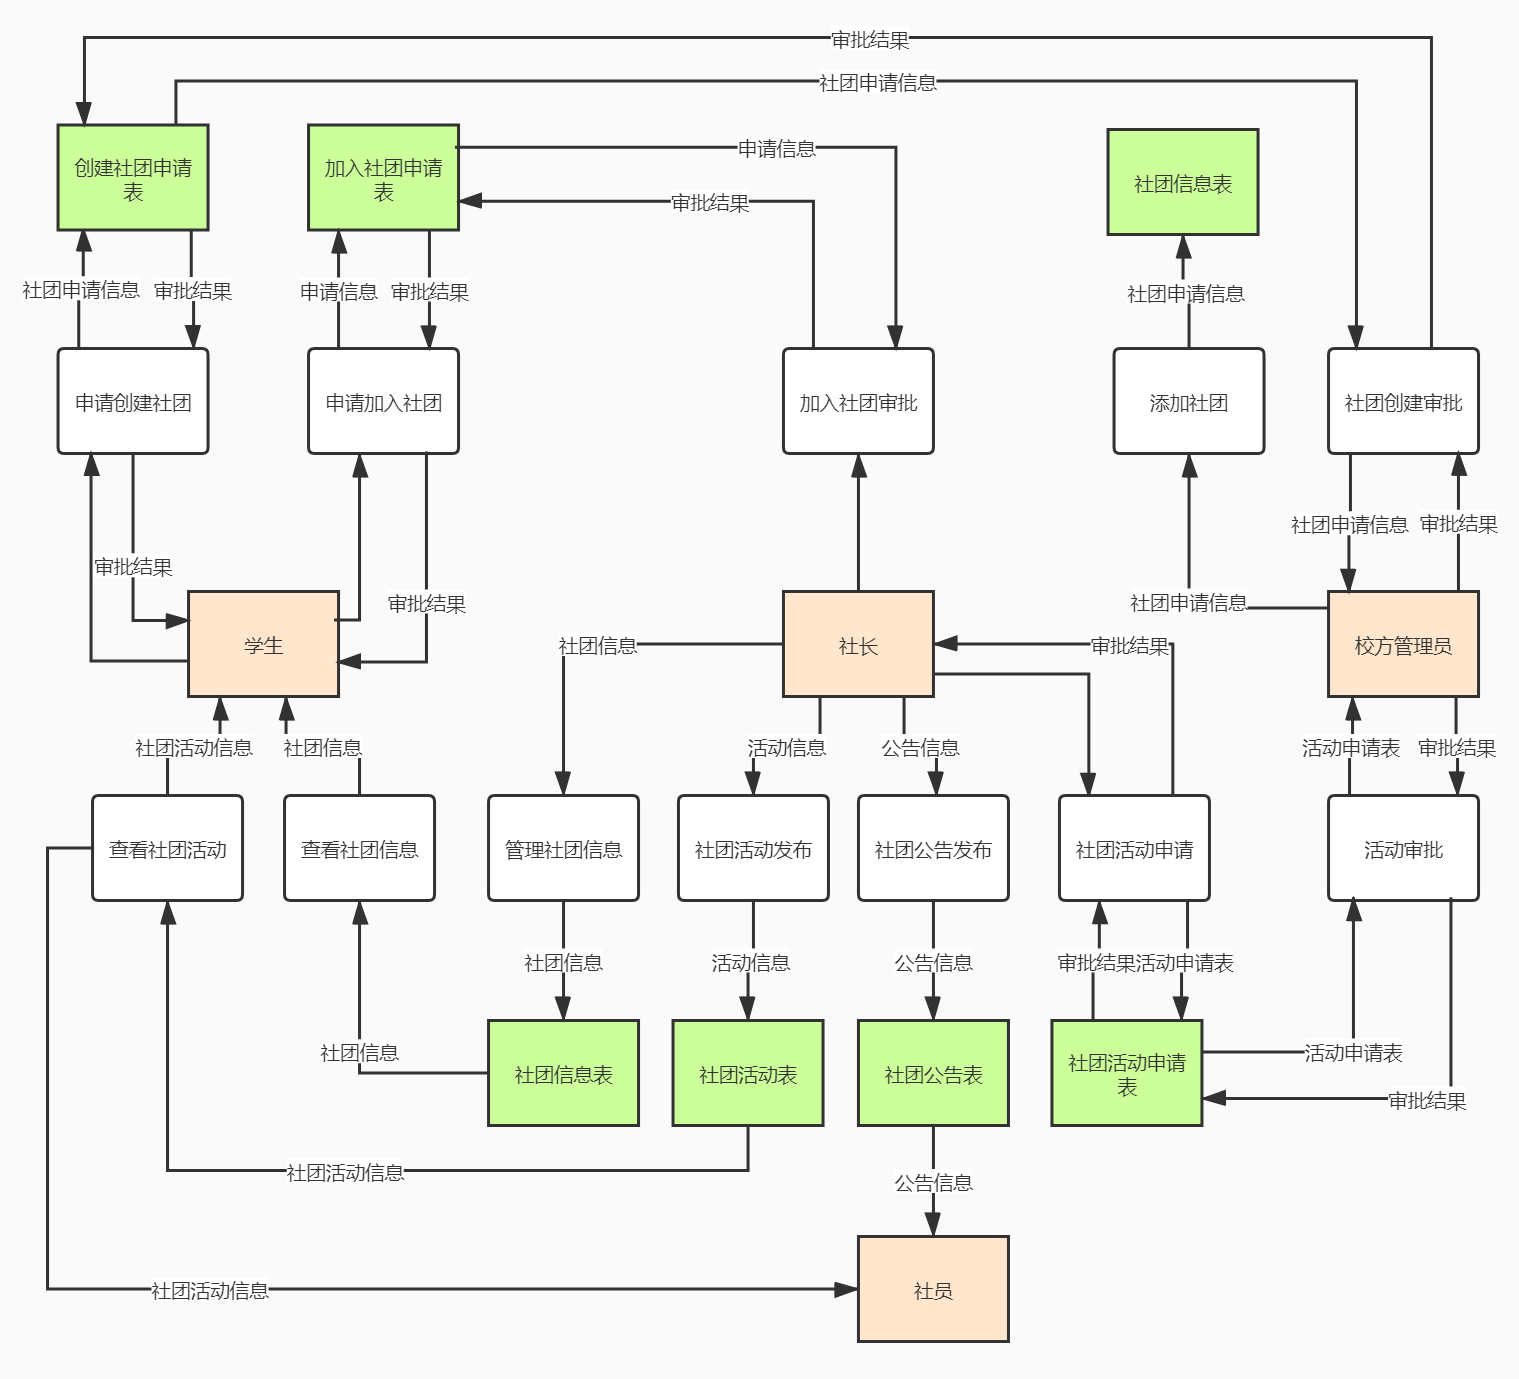 审批结果
社团申请信息
创建社团申请
表
加入社团申请
表
申请信息
审批结果
社团信息表
社团申请信息
审批结果
申请信息
审批结果
社团申请信息
申请创建社团
申请加入社团
加入社团审批
添加社团
社团创建审批
社团申请信息
审批结果
审批结果
审批结果
社团申请信息
学生
社团信息
社长
审批结果
校方管理员
社团活动信息
社团信息
活动信息
公告信息
活动申请表
审批结果
查看社团活动
查看社团信息
管理社团信息
社团活动发布
社团公告发布
社团活动申请
活动审批
社团信息
活动信息
公告信息
审批结果
活动申请表
社团信息
社团信息表
社团活动表
社团公告表
社团活动申请
表
活动申请表
审批结果
社团活动信息
公告信息
社团活动信息
社员